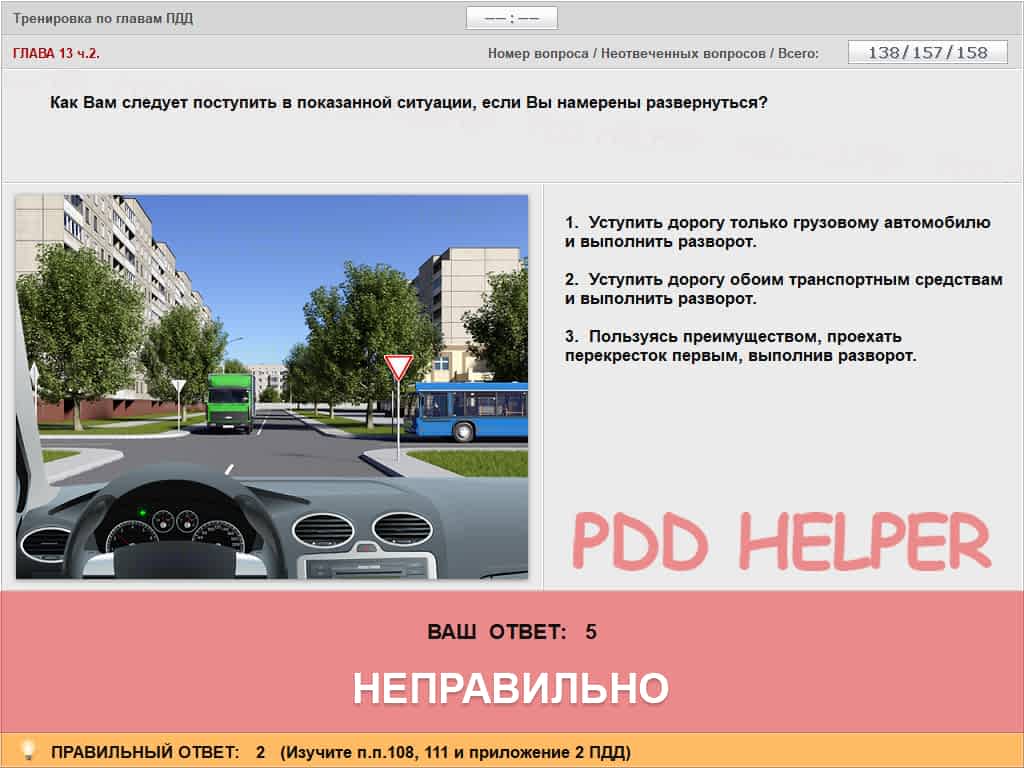 Тренировка по главам ПДД
—— : ——
ГЛАВА 13 ч.2.
Номер вопроса / Неотвеченных вопросов / Всего:
138/157/158
Как Вам следует поступить в показанной ситуации, если Вы намерены развернуться?
1. Уступить дорогу только грузовому автомобилю
и выполнить разворот.
2. Уступить дорогу обоим транспортным средствам
и выполнить разворот.
3. Пользуясь преимуществом, проехать
перекресток первым, выполнив разворот.
PDD HELPER
ВАШ ОТВЕТ: 5
НЕПРАВИЛЬНО
ПРАВИЛЬНЫЙ ОТВЕТ: 2 (Изучите п.п.108, 111 и приложение 2 ПДД)